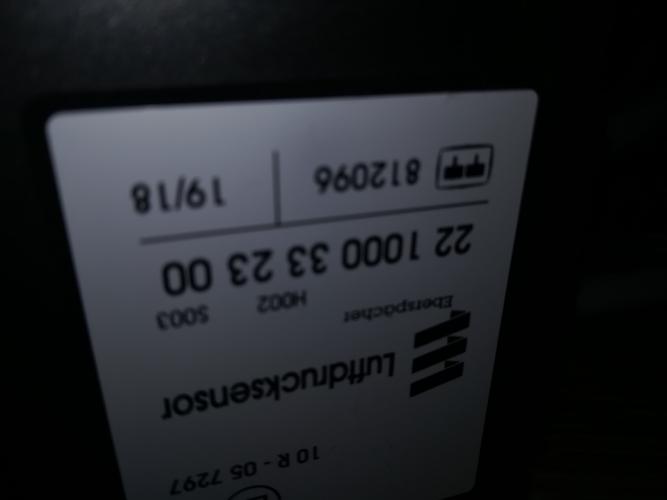 10 R - 05 7297
Luftdrucksensor
Eberspächer H002 S003
22 1000 33 23 00
812096 19/18